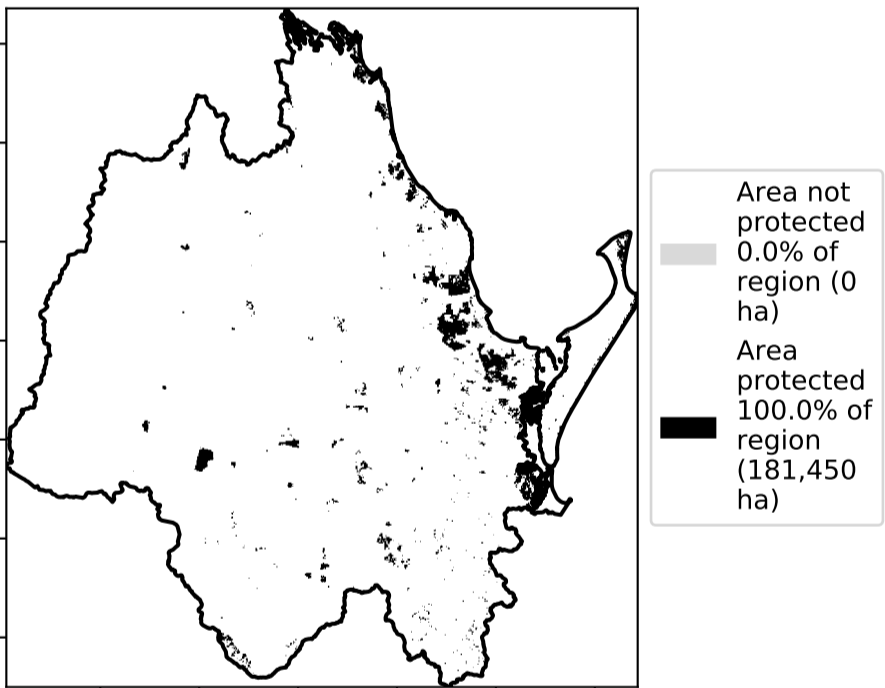 Area not
protected
0.0% of
region (0
ha)
Area
protected
100.0% of
region
(181,450
ha)